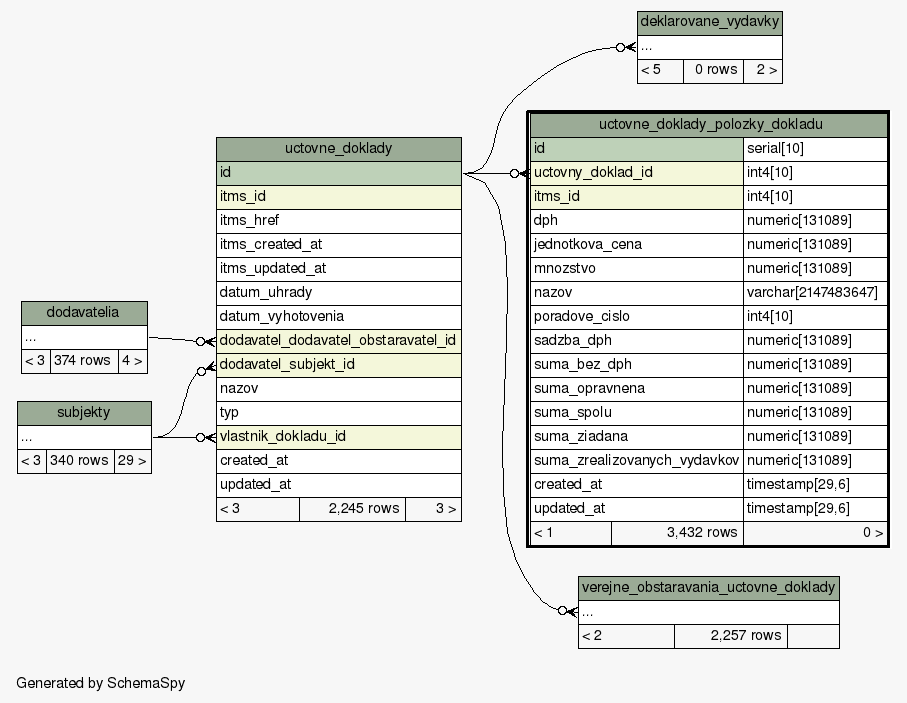 deklarovane_vydavky
...
< 5 0 rows 2 >
uctovne_doklady_polozky_dokladu
id serial[10]
uctovny_doklad_id int4[10]
itms_id int4[10]
dph numeric[131089]
jednotkova_cena numeric[131089]
mnozstvo numeric[131089]
nazov varchar[2147483647]
poradove_cislo int4[10]
sadzba_dph numeric[131089]
suma_bez_dph numeric[131089]
suma_opravnena numeric[131089]
suma_spolu numeric[131089]
suma_ziadana numeric[131089]
suma_zrealizovanych_vydavkov numeric[131089]
created_at timestamp[29,6]
updated_at timestamp[29,6]
< 1 3,432 rows 0 >
uctovne_doklady
id
itms_id
itms_href
itms_created_at
itms_updated_at
datum_uhrady
datum_vyhotovenia
dodavatel_dodavatel_obstaravatel_id
dodavatel_subjekt_id
nazov
typ
vlastnik_dokladu_id
created_at
updated_at
< 3 2,245 rows 3 >
dodavatelia
...
< 3 374 rows 4 >
subjekty
...
< 3 340 rows 29 >
verejne_obstaravania_uctovne_doklady
...
< 2 2,257 rows
Generated by SchemaSpy